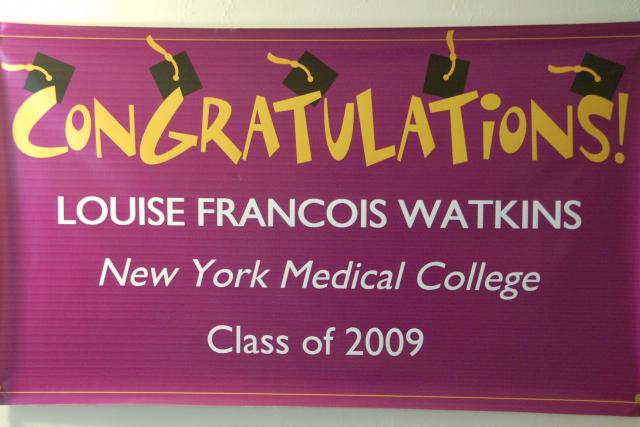 CONGRATULATiONS!
LOUISE FRANCOIS WATKINS
New York Medical College
Class of 2009